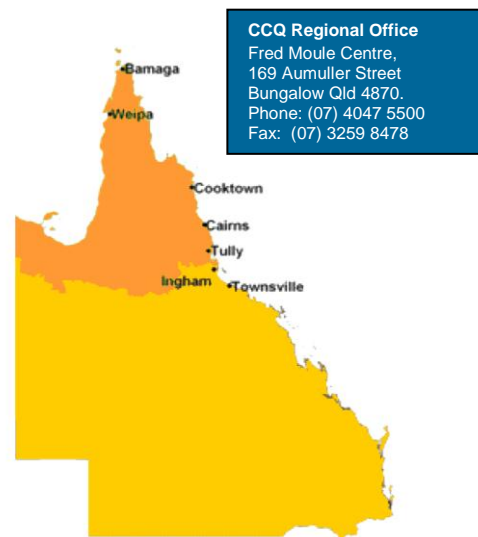 CCQ Regional Office
Fred Moule Centre,
169 Aumuller Street
Bungalow Qld 4870.
Phone: (07) 4047 5500
Fax: (07) 3259 8478
Bamaga
Weipa
Cooktown
Cairns
Tully
Ingham
Townsville